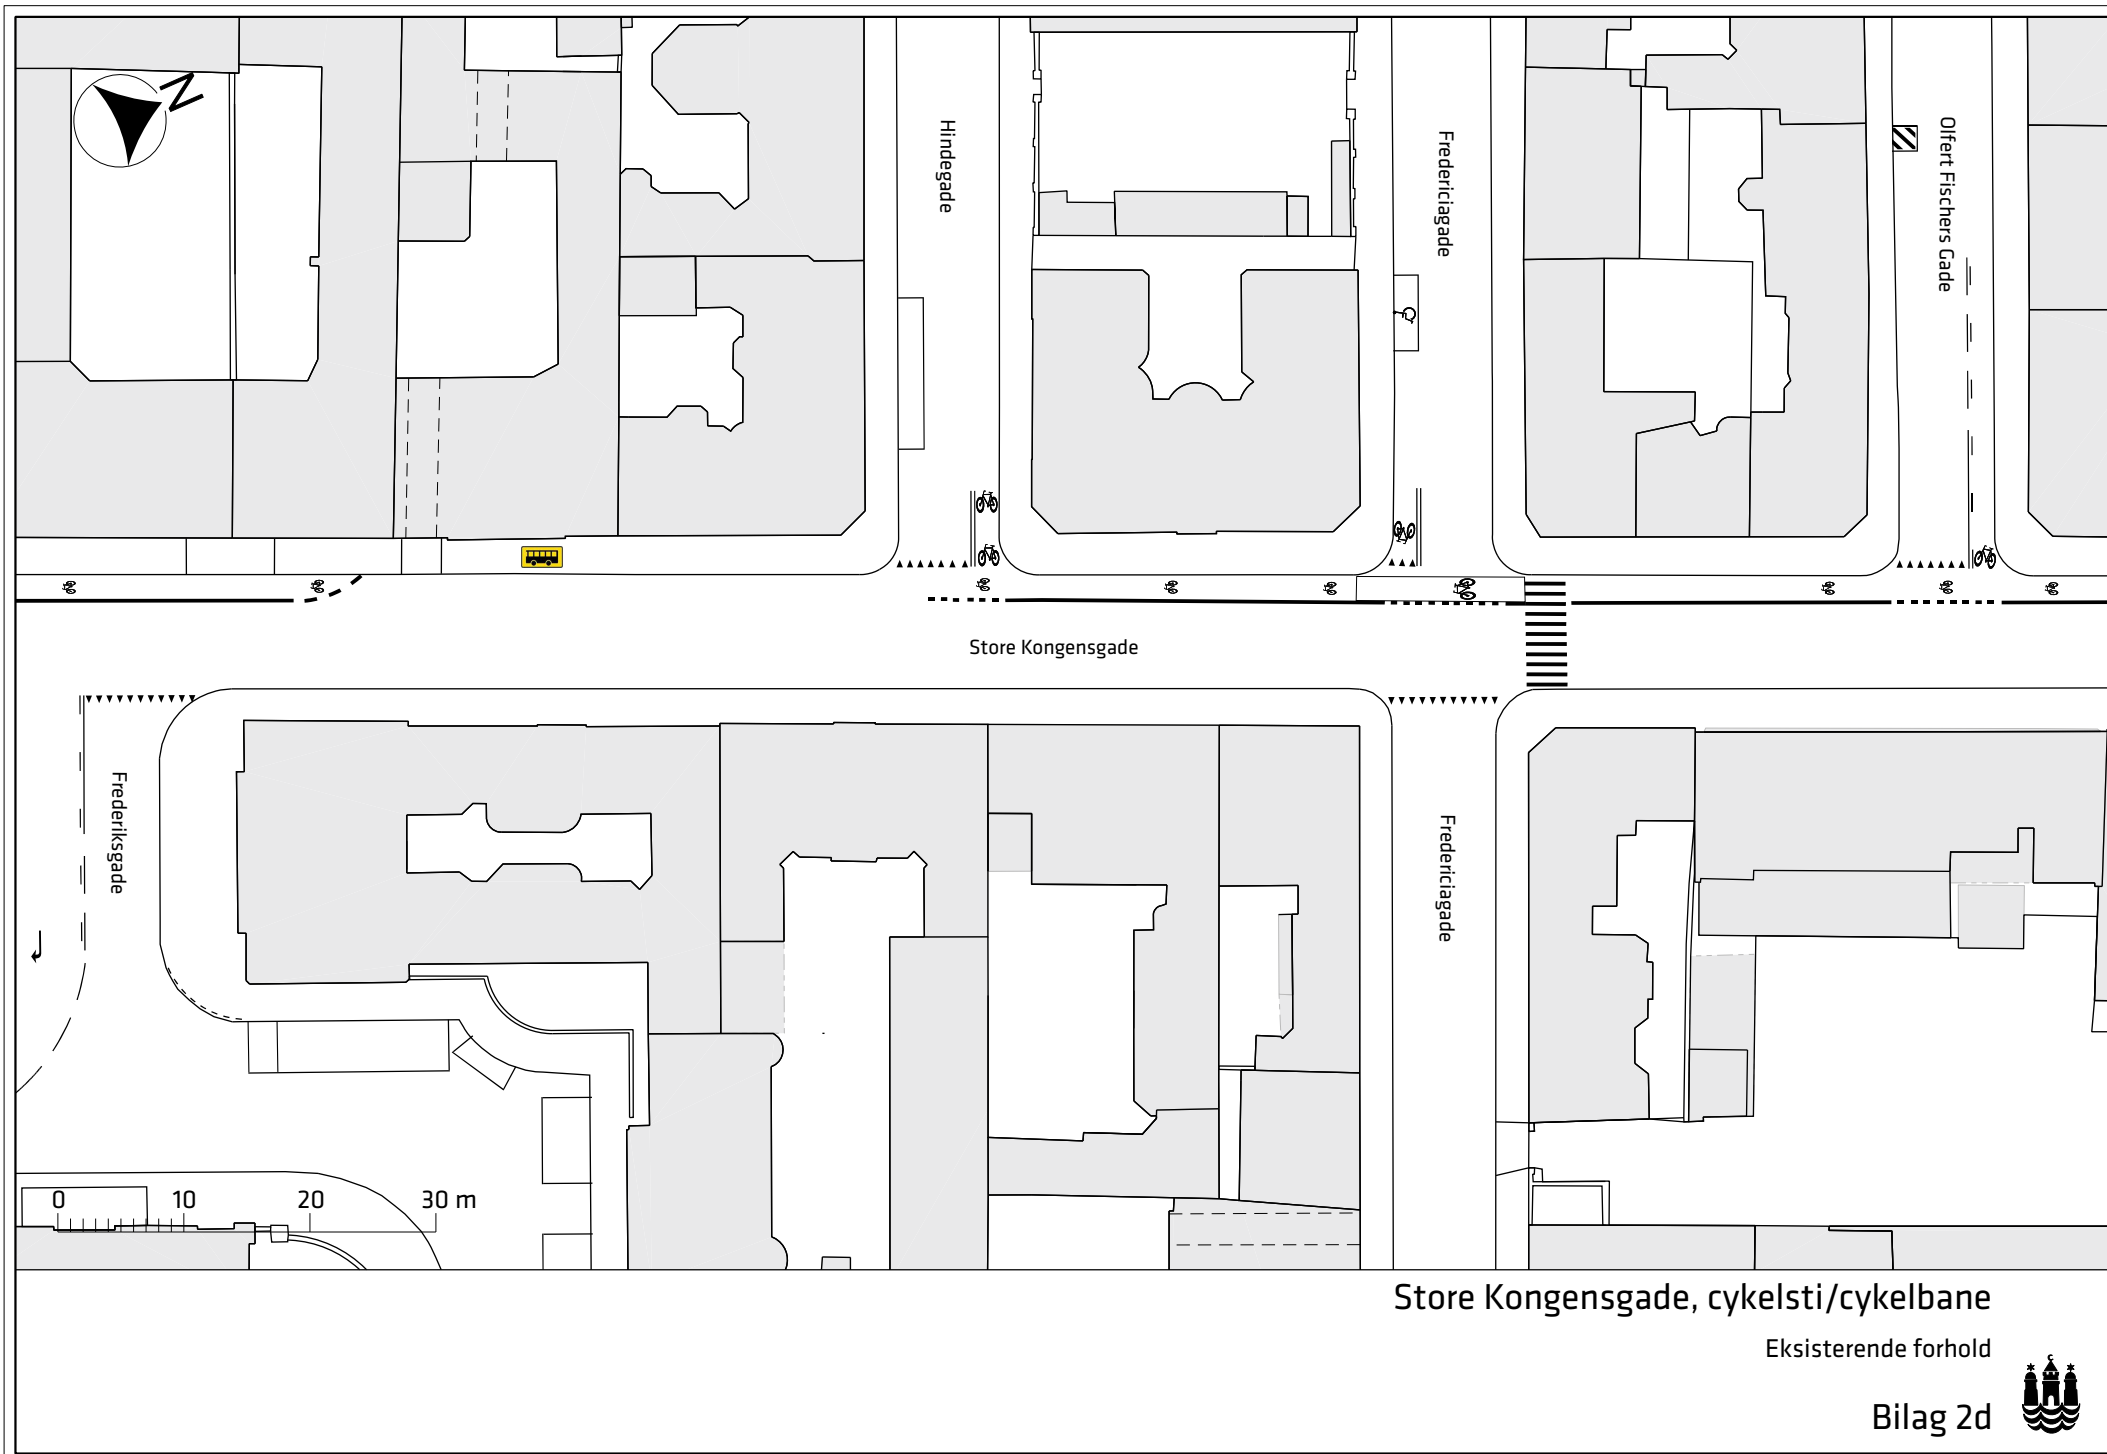 N
Hindegade
Fredericiagade
Olfert Fischers Gade
Store Kongensgade
Frederiksgade
Fredericiagade
0 10 20 30 m
Store Kongensgade, cykelsti/cykelbane
Eksisterende forhold
Bilag 2d